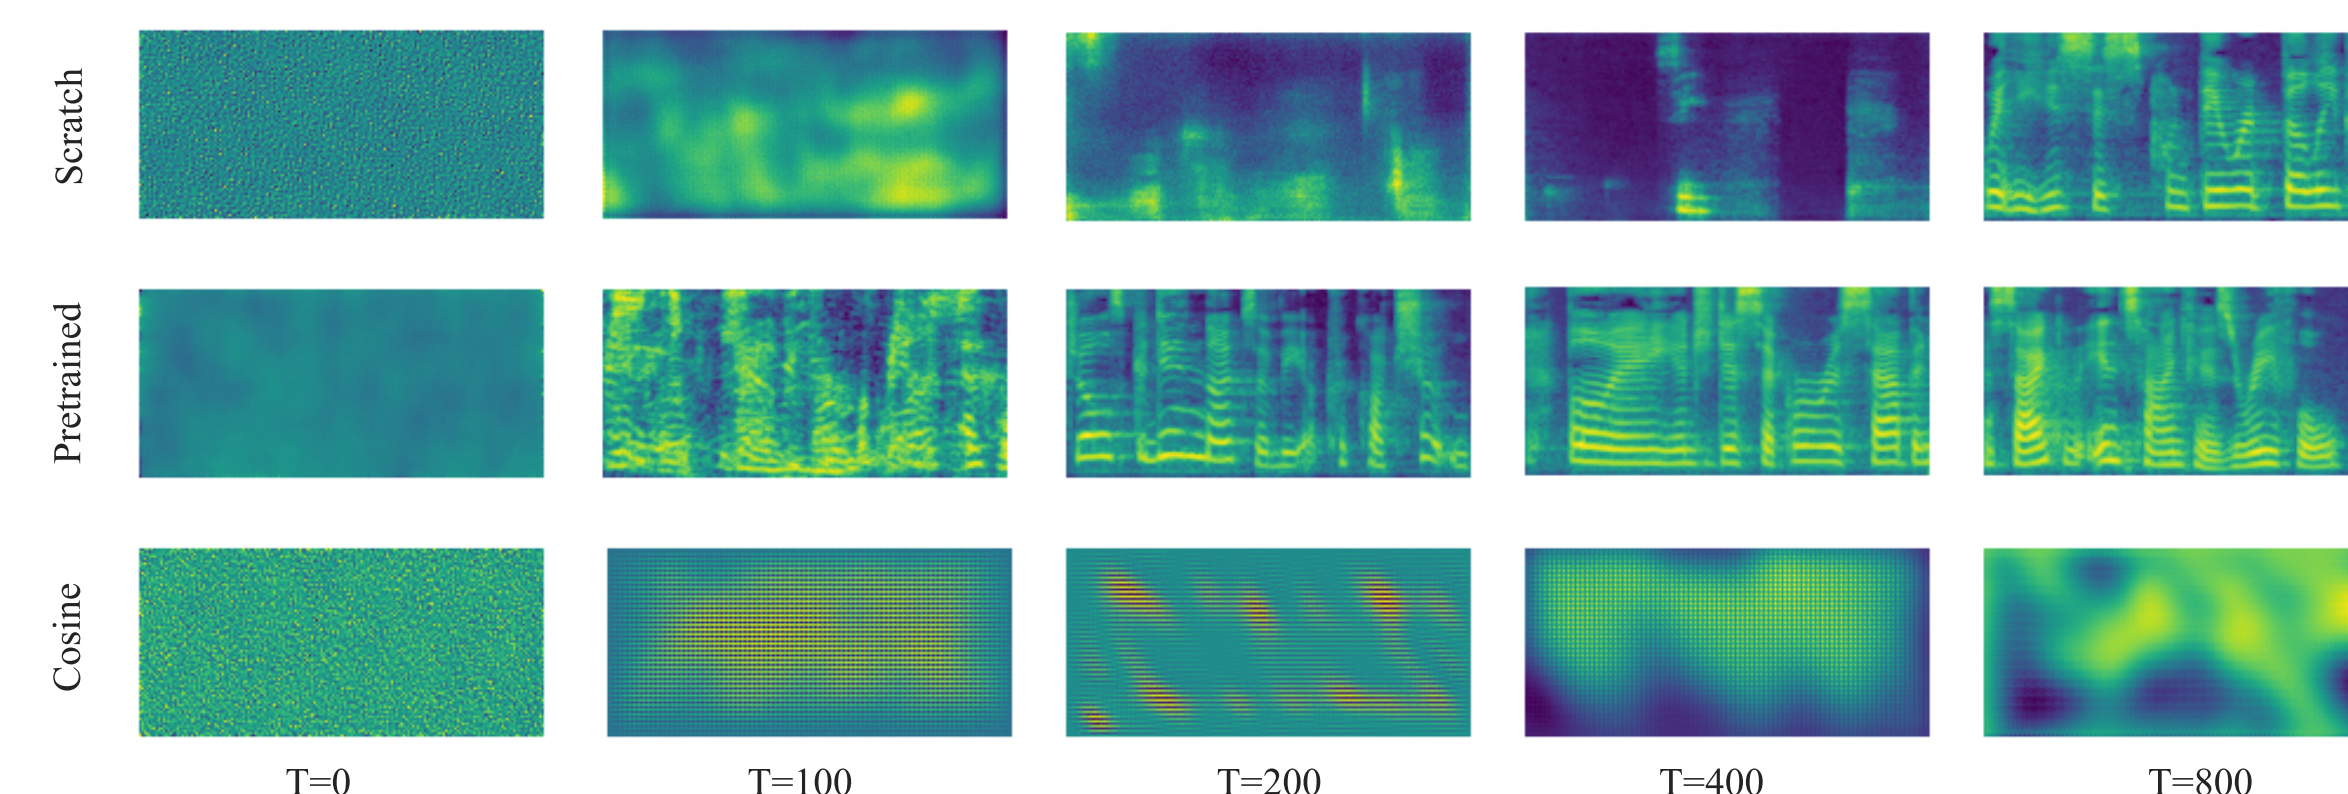 Scratch
Pretrained
Cosine
T=0
T=100
T=200
T=400
T=800